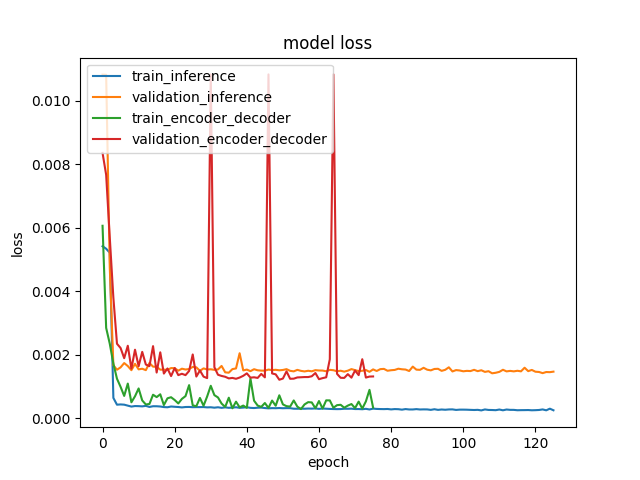 model loss
train_inference
validation_inference
train_encoder_decoder
validation_encoder_decoder
0.010
0.008
0.006
0.004
0.002
0.000
loss
0 20 40 60 80 100 120
epoch